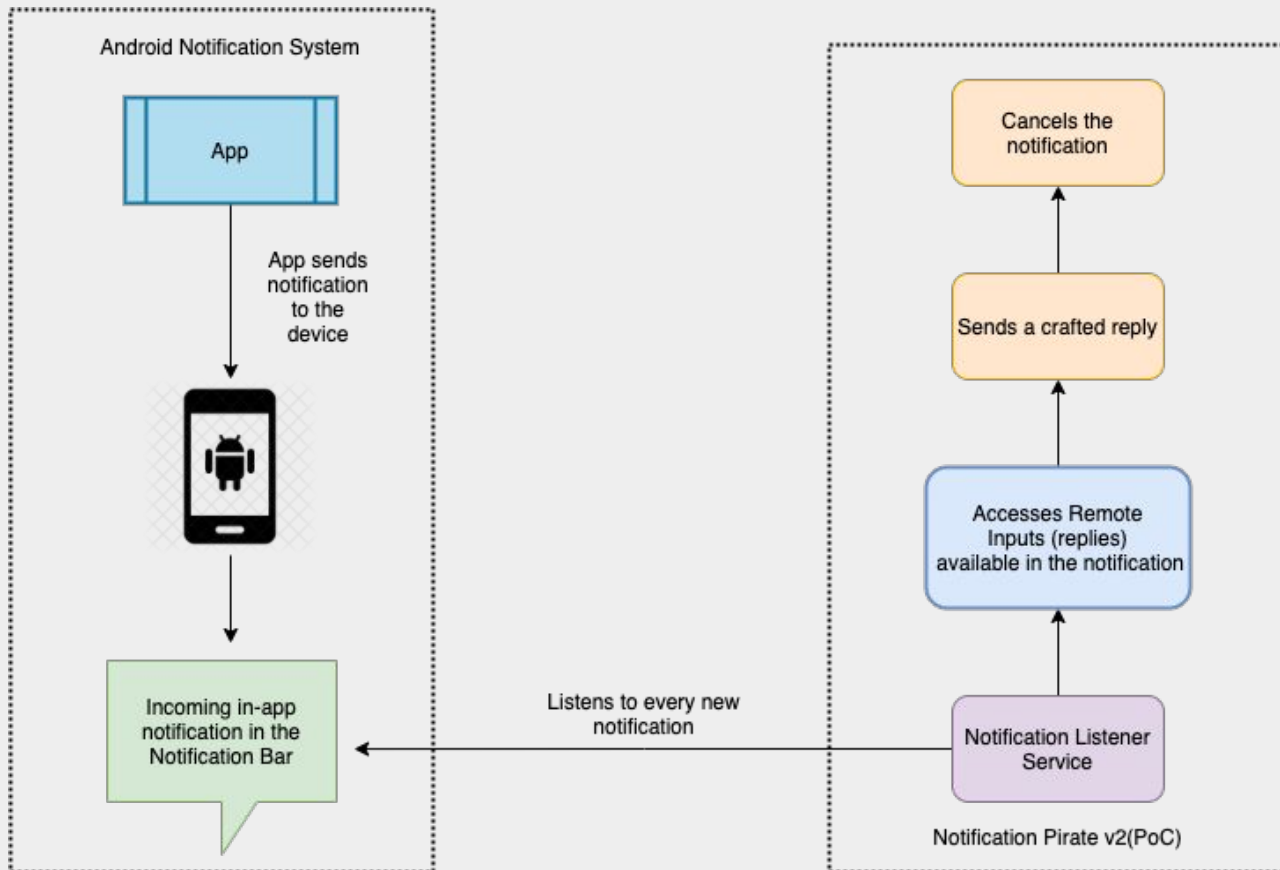 Android Notification System
App
App sends
notification
to the
device
Incoming in-app
notification in the
Notification Bar
Listens to every new
notification
Cancels the
notification
Sends a crafted reply
Accesses Remote
Inputs (replies)
available in the notification
Notification Listener
Service
Notification Pirate v2(PoC)